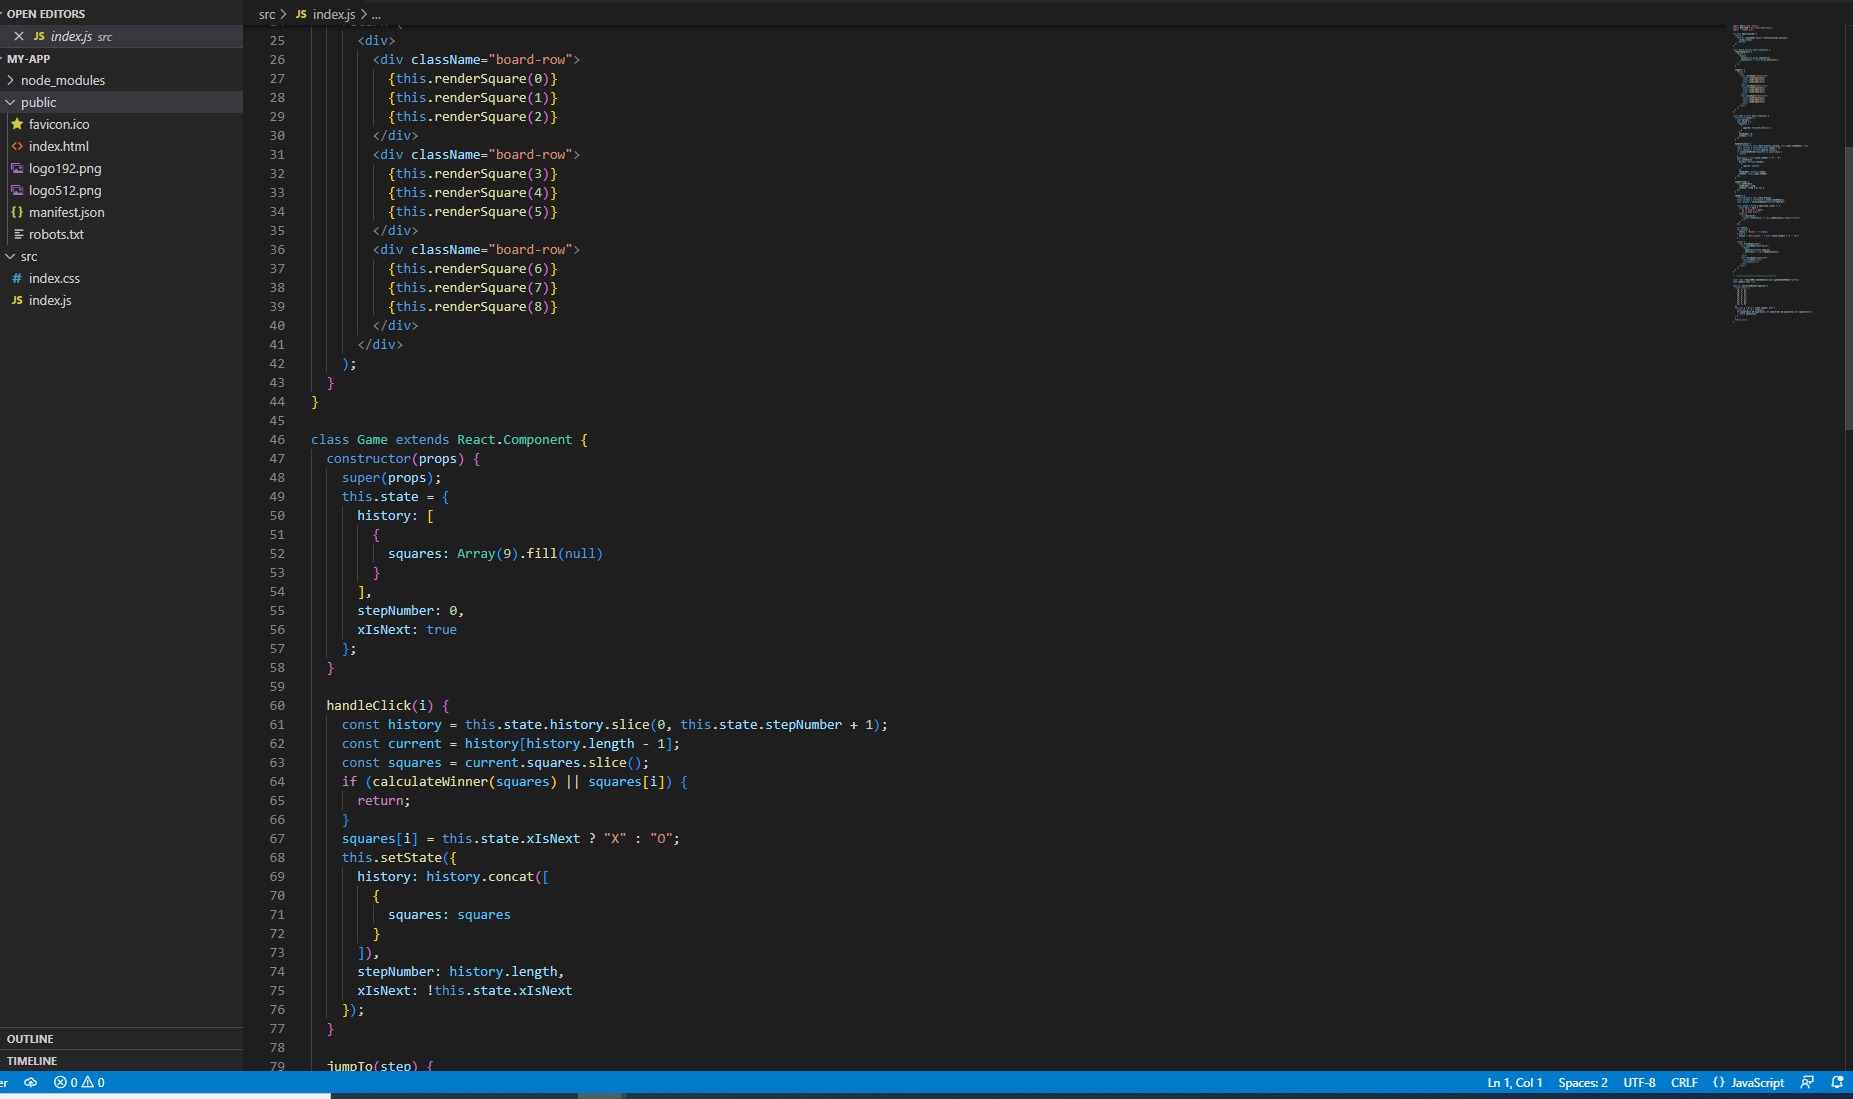 OPEN EDITORS
index.js src
MY-APP
node_modules
public
favicon.ico
index.html
logo192.png
logo512.png
manifest.json
robots.txt
src
index.css
index.js
OUTLINE
TIMELINE
src > JS index.js > ...
25 <div>
26 <div className="board-row">
27 {this.renderSquare(0)}
28 {this.renderSquare(1)}
29 {this.renderSquare(2)}
30 </div>
31 <div className="board-row">
32 {this.renderSquare(3)}
33 {this.renderSquare(4)}
34 {this.renderSquare(5)}
35 </div>
36 <div className="board-row">
37 {this.renderSquare(6)}
38 {this.renderSquare(7)}
39 {this.renderSquare(8)}
40 </div>
41 </div>
42 );
43 }
44 }
45
46 class Game extends React.Component {
47 constructor(props) {
48 super(props);
49 this.state = {
50 history: [
51 {
52 squares: Array(9).fill(null)
53 }
54 ],
55 stepNumber: 0,
56 xIsNext: true
57 };
58 }
59
60 handleClick(i) {
61 const history = this.state.history.slice(0, this.state.stepNumber + 1);
62 const current = history[history.length - 1];
63 const squares = current.squares.slice();
64 if (calculateWinner(squares) || squares[i]) {
65 return;
66 }
67 squares[i] = this.state.xIsNext ? "X" : "O";
68 this.setState({
69 history: history.concat([
70 {
71 squares: squares
72 }
73 ]),
74 stepNumber: history.length,
75 xIsNext: !this.state.xIsNext
76 });
77 }
78
79 jumpTo(step) {
0 0
Ln 1, Col 1 Spaces: 2 UTF-8 CRLF {} JavaScript